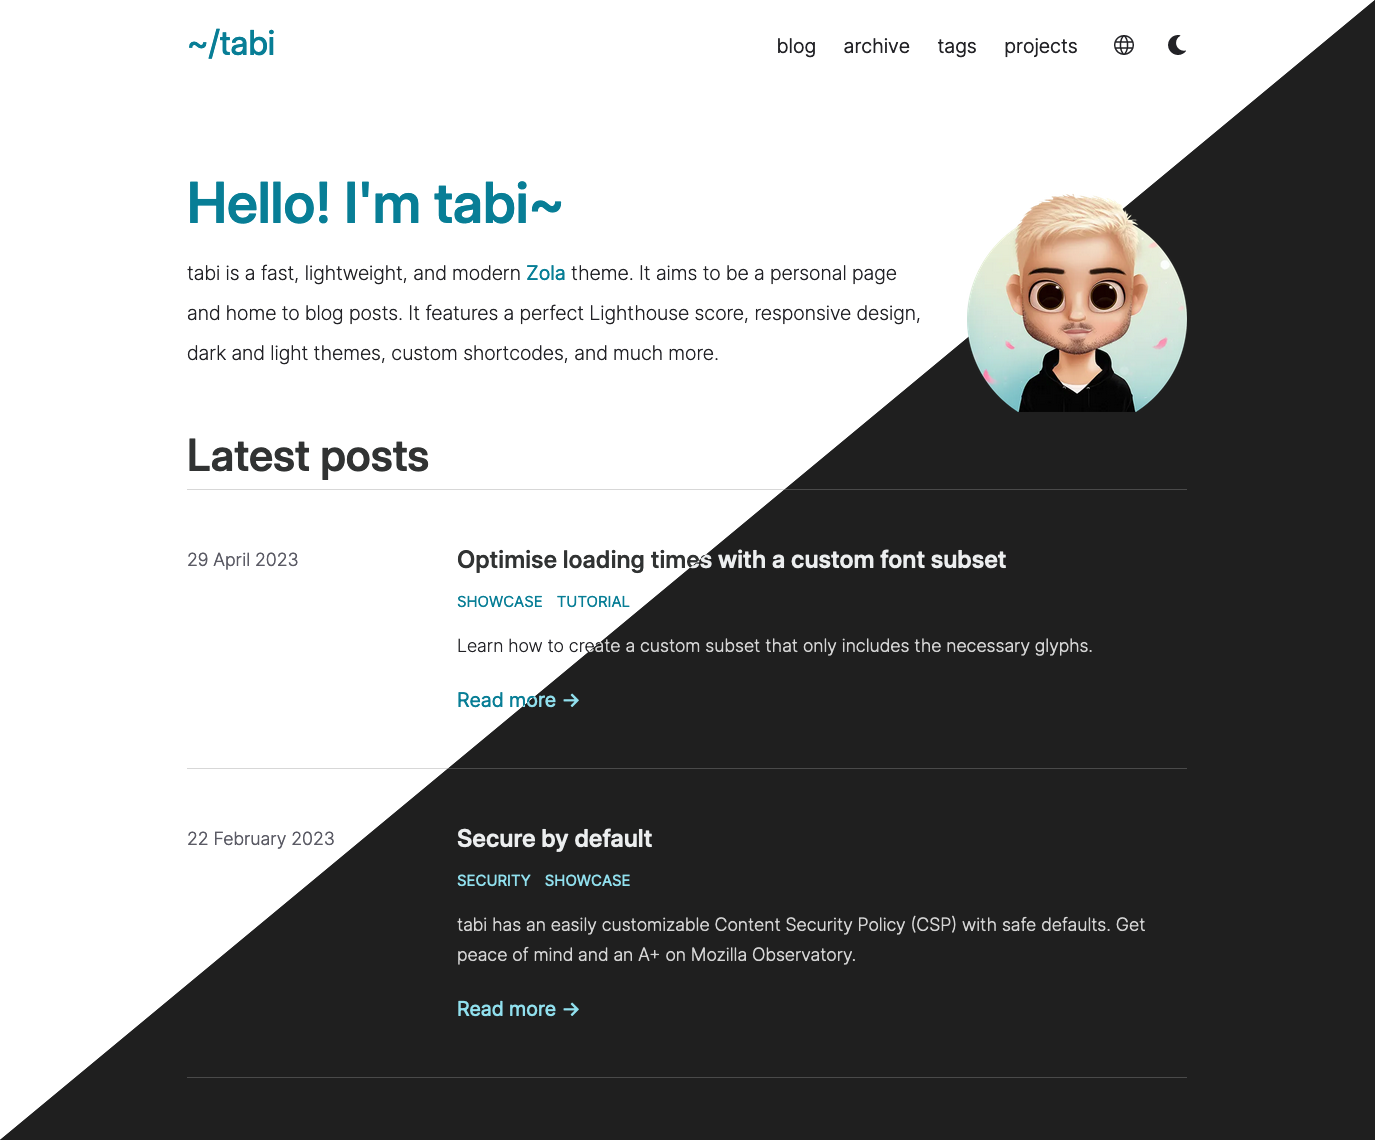 ~/tabi
blog archive tags projects
Hello! I'm tabi~
tabi is a fast, lightweight, and modern Zola theme. It aims to be a personal page
and home to blog posts. It features a perfect Lighthouse score, responsive design,
dark and light themes, custom shortcodes, and much more.
Latest posts
29 April 2023
Optimise loading times with a custom font subset
SHOWCASE TUTORIAL
Learn how to create a custom subset that only includes the necessary glyphs.
Read more →
22 February 2023
Secure by default
SECURITY SHOWCASE
tabi has an easily customizable Content Security Policy (CSP) with safe defaults. Get
peace of mind and an A+ on Mozilla Observatory.
Read more →